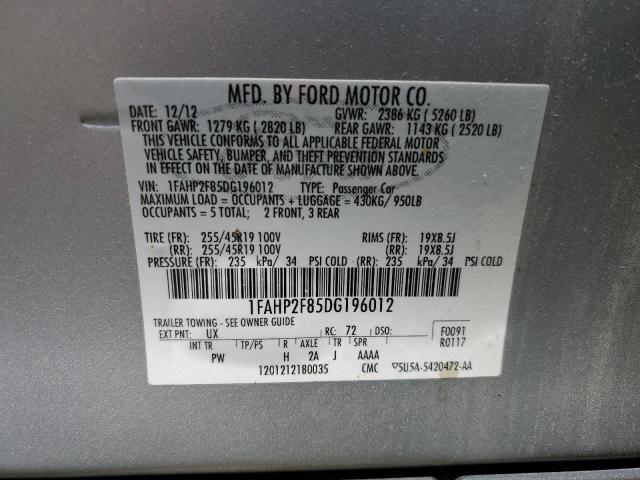 MFD. BY FORD MOTOR CO.
DATE: 12/12 GVWR: 2386 KG ( 5260 LB)
FRONT GAWR: 1279 KG ( 2820 LB) REAR GAWR: 1143 KG ( 2520 LB)
THIS VEHICLE CONFORMS TO ALL APPLICABLE FEDERAL MOTOR
VEHICLE SAFETY, BUMPER, AND THEFT PREVENTION STANDARDS
IN EFFECT ON THE DATE OF MANUFACTURE SHOWN ABOVE.
VIN: 1FAHP2F85DG196012 TYPE: Passenger Car
MAXIMUM LOAD = OCCUPANTS + LUGGAGE = 430KG/ 950LB
OCCUPANTS = 5 TOTAL; 2 FRONT, 3 REAR
TIRE (FR): 255/45R19 100V RIMS (FR): 19X8.5J
(RR): 255/45R19 100V (RR): 19X8.5J
PRESSURE (FR): 235 kPa/ 34 PSI COLD (RR): 235 kPa/ 34 PSI COLD
1FAHP2F85DG196012
TRAILER TOWING - SEE OWNER GUIDE
EXT PNT: UX RC: 72 DSO: F0091
INT TR TP/PS R AXLE TR SPR R0117
PW H 2A J AAAA
1201212180035 CMC ▽5U5A-5420472-AA